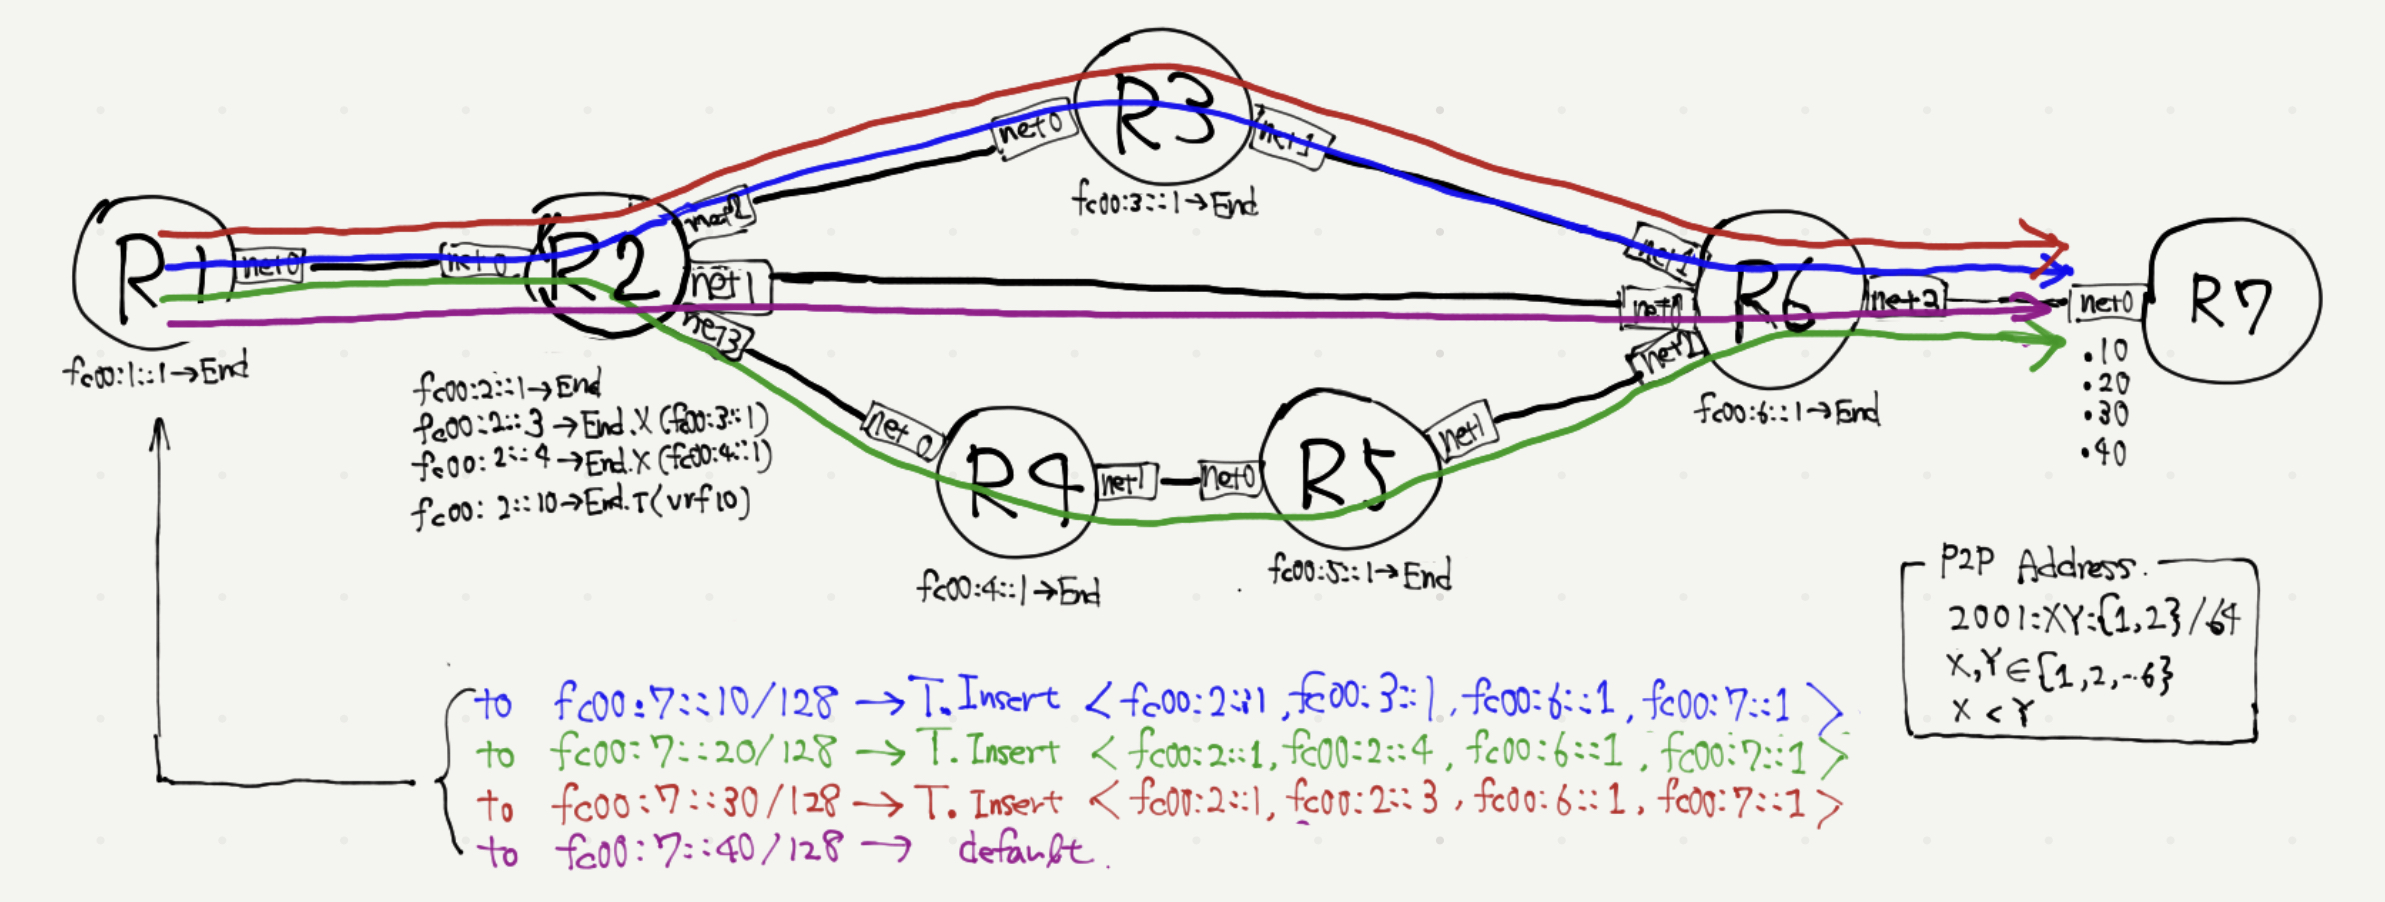 R3
net0
net1
fc00:3::1→End
R1
net0
fc00:1::1→End
net0
R2
net2
net1
net3
fc00:2::1→End
fc00:2::3→End.X(fc00:3::1)
fc00:2::4→End.X(fc00:4::1)
fc00:2::10→End.T(vrf10)
net0
R4
net1
fc00:4::1→End
net0
R5
net1
fc00:5::1→End
net1
net0
net2
R6
net3
fc00:6::1→End
net0
R7
.10
.20
.30
.40
P2P Address.
2001:XY:{1,2}/64
X,Y∈{1,2,..6}
X<Y
to fc00:7::10/128 → T.Insert <fc00:2::1, fc00:3::1, fc00:6::1, fc00:7::1>
to fc00:7::20/128 → T.Insert <fc00:2::1, fc00:2::4, fc00:6::1, fc00:7::1>
to fc00:7::30/128 → T.Insert <fc00:2::1, fc00:2::3, fc00:6::1, fc00:7::1>
to fc00:7::40/128 → default.